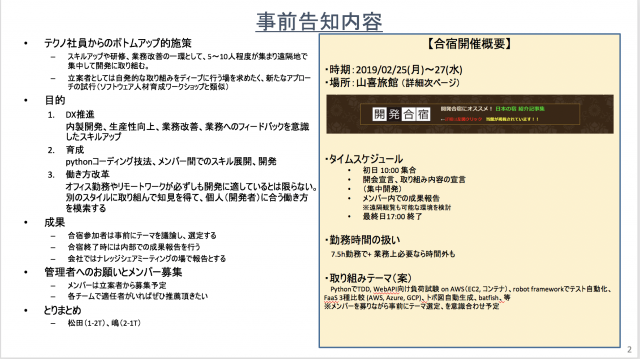 事前告知内容
• テクノ社員からのボトムアップ的施策
– スキルアップや研修、業務改善の一環として、5〜10人程度が集まり遠隔地で
集中して開発に取り組む。
– 立案者としては自発的な取り組みをディープに行う場を求めたく、新たなアプロー
チの試行(ソフトウェア人材育成ワークショップと類似)
• 目的
1. DX推進
内製開発、生産性向上、業務改善、業務へのフィードバックを意識
したスキルアップ
2. 育成
pythonコーディング技法、メンバー間でのスキル展開、開発
3. 働き方改革
オフィス勤務やリモートワークが必ずしも開発に適しているとは限らない。
別のスタイルに取り組んで知見を得て、個人(開発者)に合う働き方
を模索する
• 成果
– 合宿参加者は事前にテーマを議論し、選定する
– 合宿終了時には内部での成果報告を行う
– 会社ではナレッジシェアミーティングの場で報告とする
• 管理者へのお願いとメンバー募集
– メンバーは立案者から募集予定
– 各チームで適任者がいればぜひ推薦頂きたい
• とりまとめ
– 松田(1-2T)、嶋(2-1T)
【合宿開催概要】
・時期:2019/02/25(月)〜27(水)
・場所:山喜旅館 (詳細次ページ)
開発合宿
開発合宿にオススメ! 日本の宿 紹介記事集
・タイムスケジュール
• 初日 10:00 集合
• 開会宣言、取り組み内容の宣言
• (集中開発)
• メンバー内での成果報告
※遠隔観覧も可能な環境を検討
• 最終日17:00 終了
・勤務時間の扱い
7.5h勤務で+ 業務上必要なら時間外も
・取り組みテーマ(案)
PythonでTDD, WebAPI向け負荷試験 on AWS(EC2, コンテナ)、robot frameworkでテスト自動化、
FaaS 3種比較 (AWS, Azure, GCP)、トポ図自動生成、batfish、等
※メンバーを募りながら事前にテーマ選定、を意識合わせ予定
2